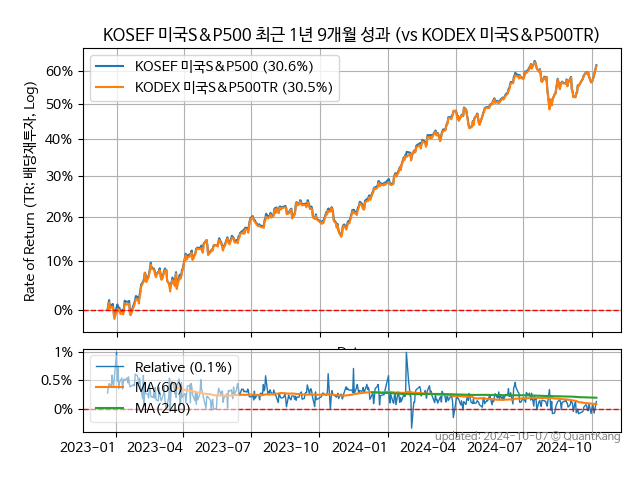 KOSEF 미국S&P500 최근 1년 9개월 성과 (vs KODEX 미국S&P500TR)
KOSEF 미국S&P500 (30.6%)
KODEX 미국S&P500TR (30.5%)
Rate of Return (TR: 배당재투자, Log)
60%
50%
40%
30%
20%
10%
0%
1%
0.5%
0%
Relative (0.1%)
MA(60)
MA(240)
2023-01 2023-04 2023-07 2023-10 2024-01 2024-04 2024-07 2024-10
updated: 2024-10-07 © QuantKang